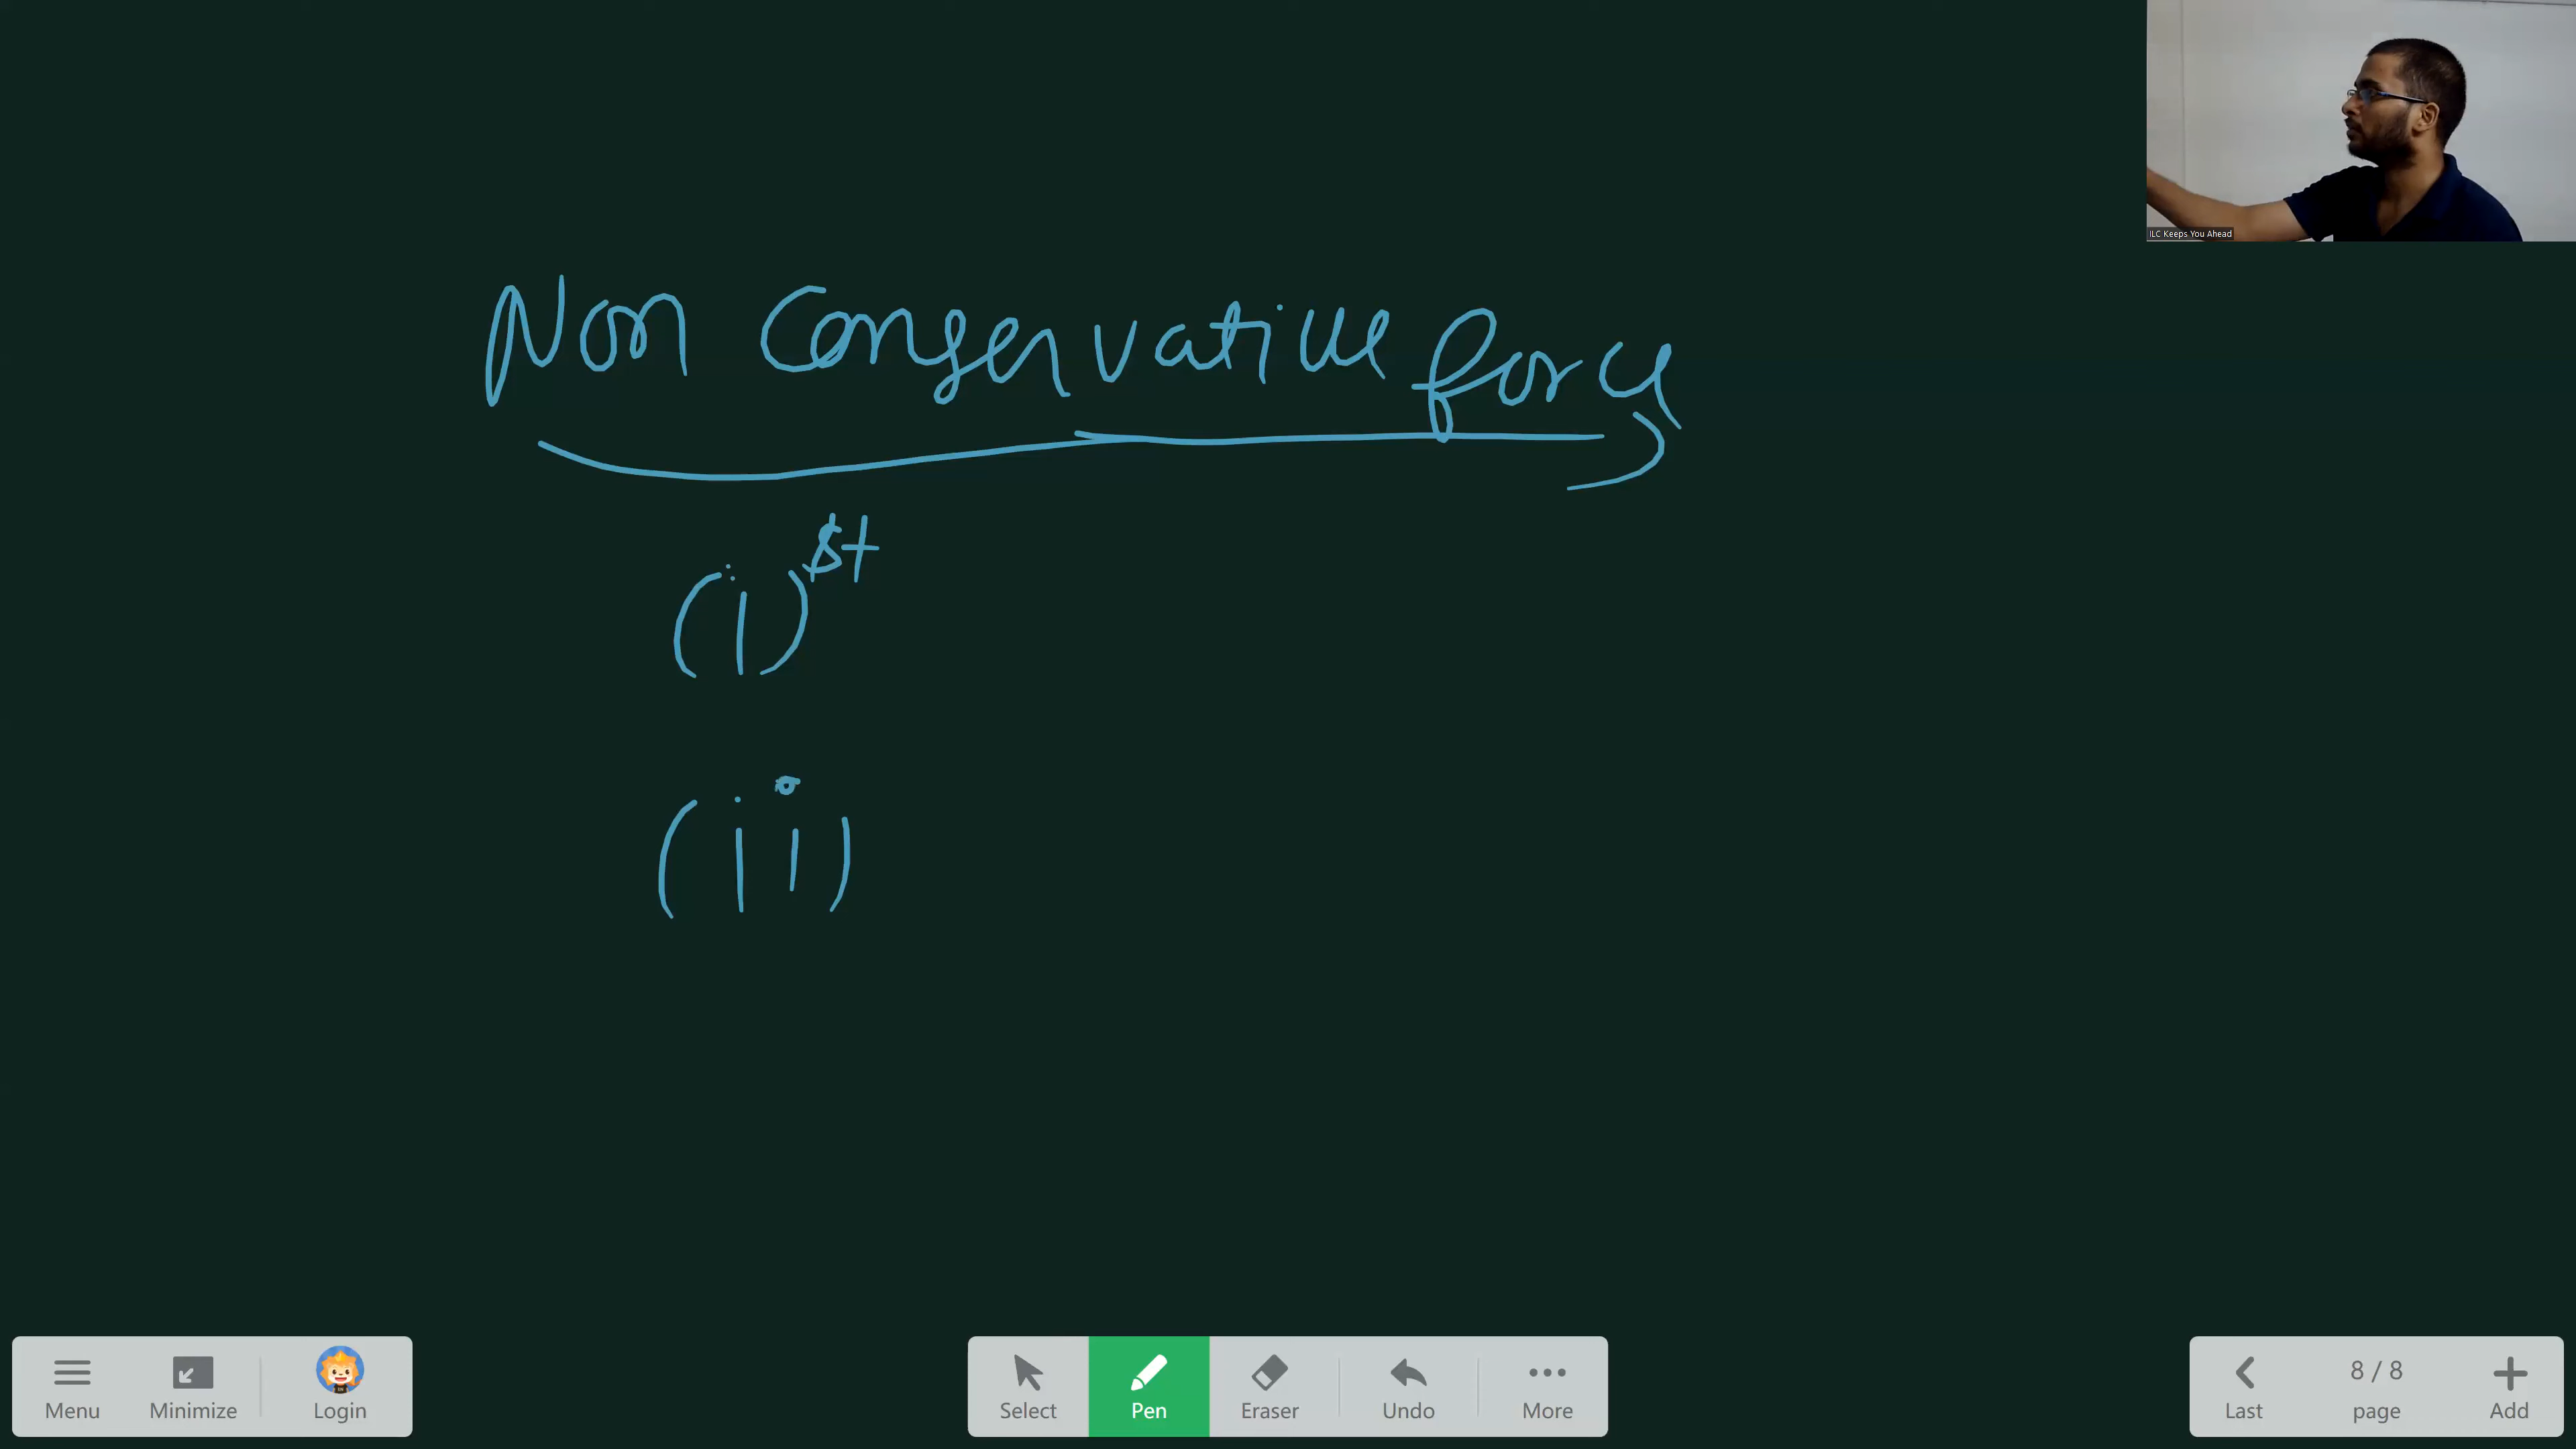 ILC Keeps You Ahead
Non Conservative force
(i)st
(ii)
Menu Minimize Login Select Pen Eraser Undo More Last 8 / 8 page Add